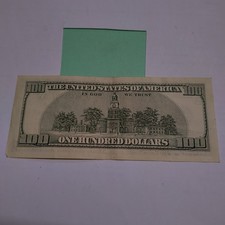 100 THE UNITED STATES OF AMERICA 100
IN GOD WE TRUST
100 ONE HUNDRED DOLLARS 100